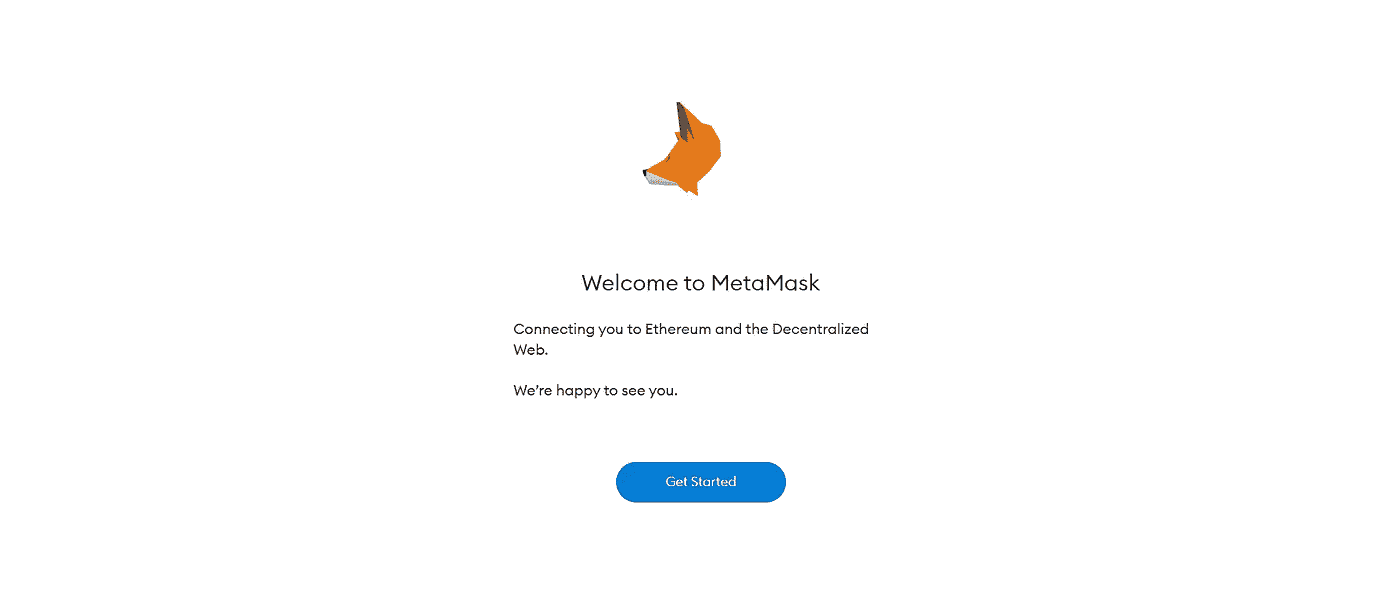 Welcome to MetaMask
Connecting you to Ethereum and the Decentralized
Web.
We’re happy to see you.
Get Started